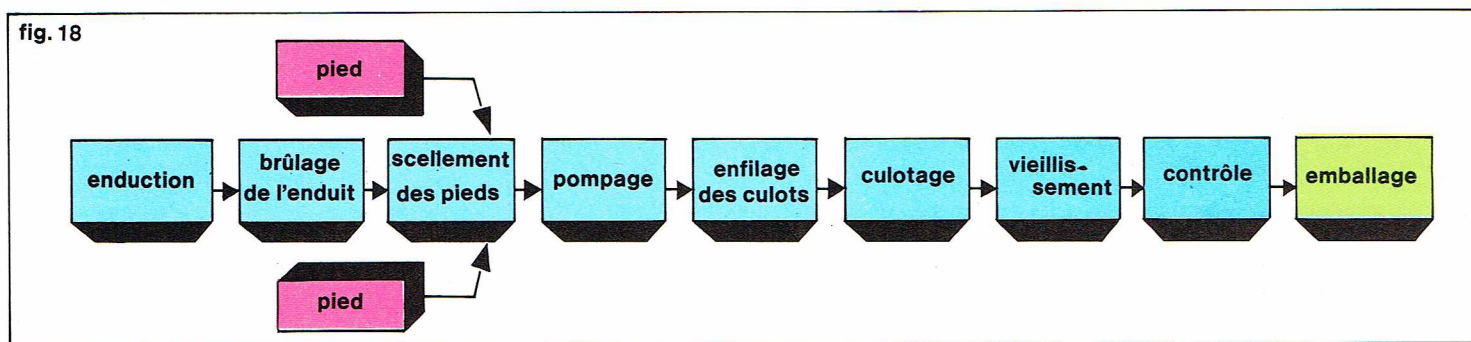 fig. 18
pied
enduction
brûlage
de l'enduit
scellement
des pieds
pompage
enfilage
des culots
culotage
vieillis-
sement
contrôle
emballage
pied